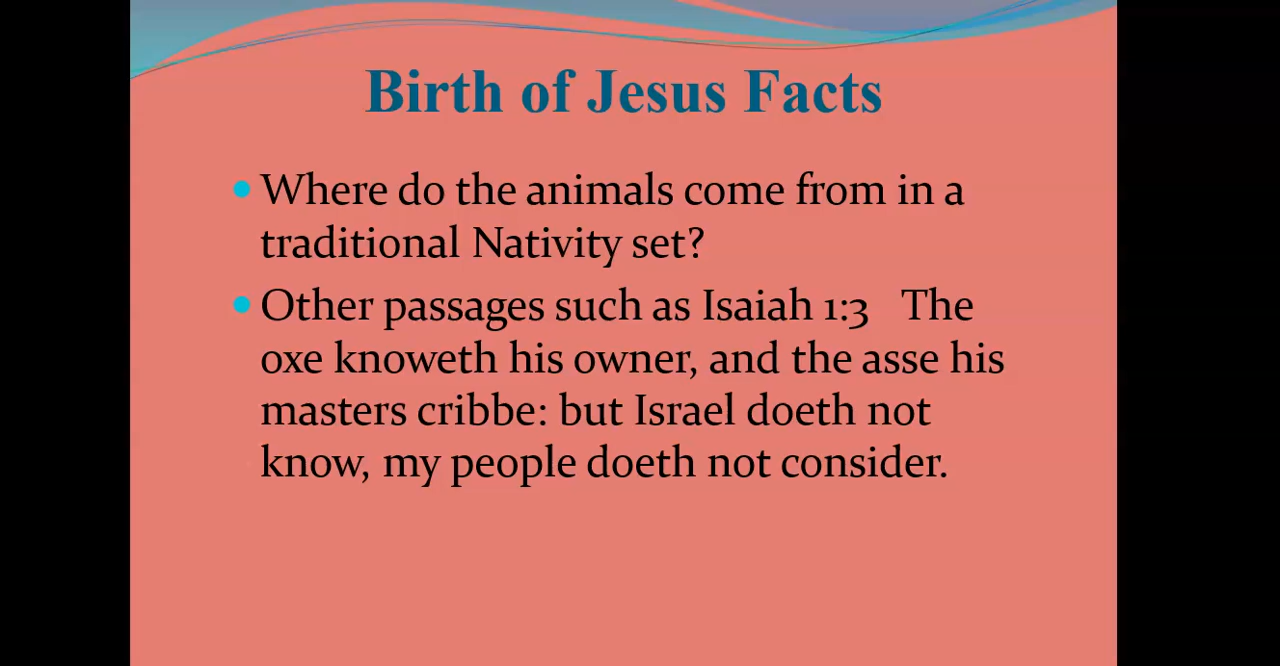 Birth of Jesus Facts
Where do the animals come from in a
traditional Nativity set?
Other passages such as Isaiah 1:3 The
oxe knoweth his owner, and the asse his
masters cribbe: but Israel doeth not
know, my people doeth not consider.